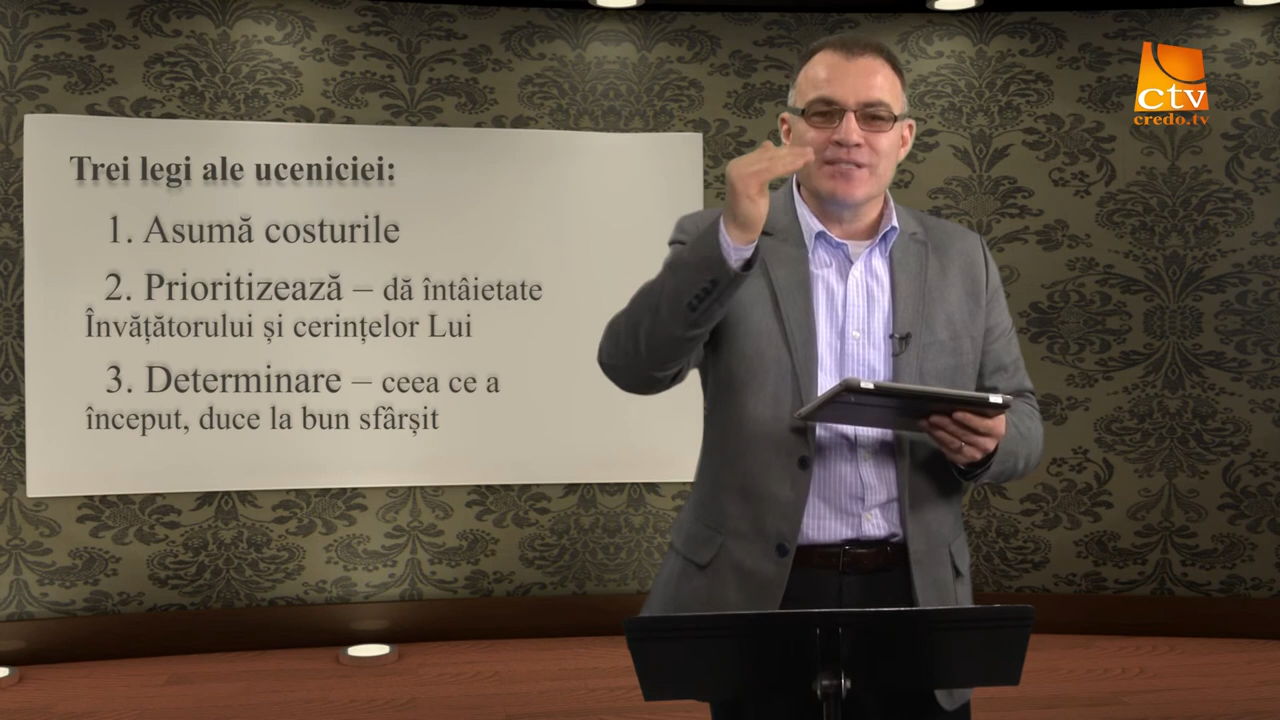 Trei legi ale uceniciei:
1. Asumă costurile
2. Prioritizează – dă întâietate
Învățătorului și cerințelor Lui
3. Determinare – ceea ce a
început, duce la bun sfârșit
ctv
credo.tv